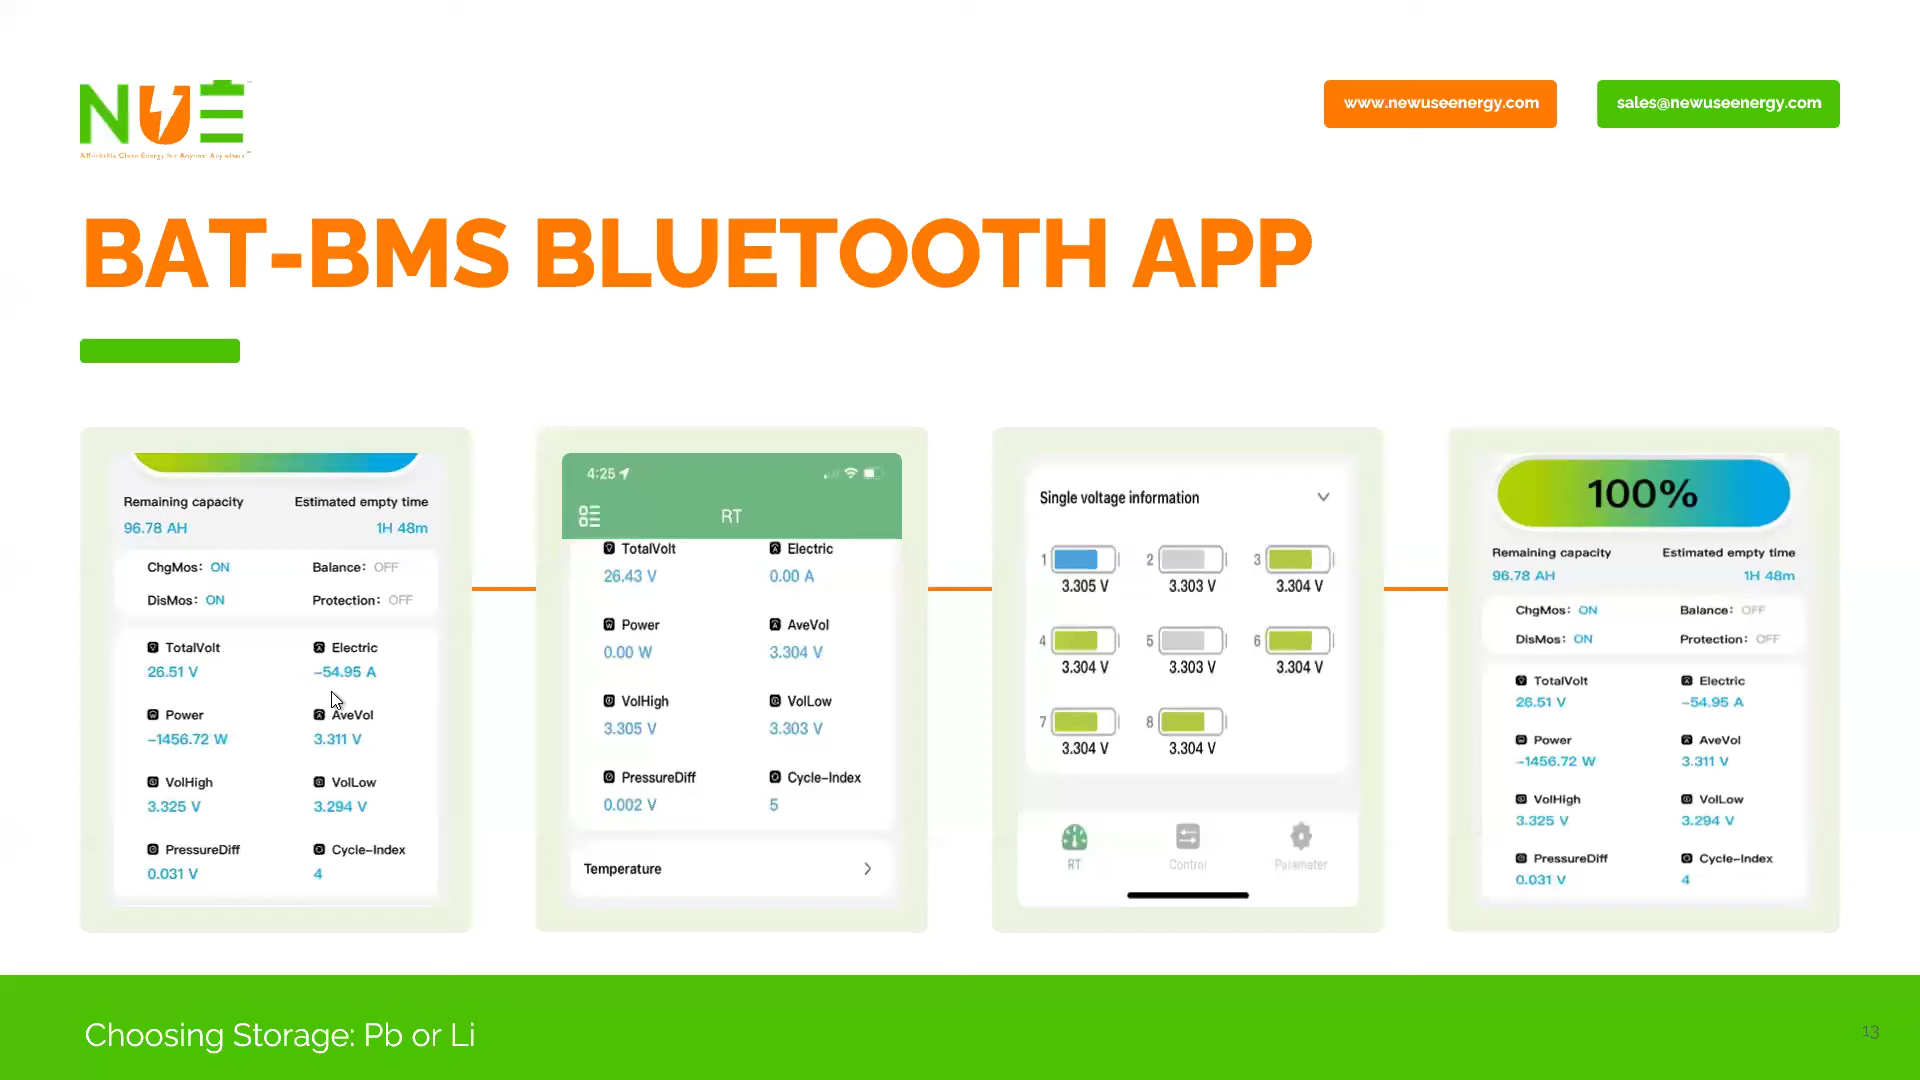 NUE
Affordable Clean Energy for Anyone Anywhere
www.newuseenergy.com
sales@newuseenergy.com
BAT-BMS BLUETOOTH APP
Remaining capacity Estimated empty time
96.78 AH 1H 48m
ChgMos: ON Balance: OFF
DisMos: ON Protection: OFF
TotalVolt Electric
26.51 V -54.95 A
Power AveVol
-1456.72 W 3.311 V
VolHigh VolLow
3.325 V 3.294 V
PressureDiff Cycle-Index
0.031 V 4
4:25
RT
TotalVolt Electric
26.43 V 0.00 A
Power AveVol
0.00 W 3.304 V
VolHigh VolLow
3.305 V 3.303 V
PressureDiff Cycle-Index
0.002 V 5
Temperature
Single voltage information
1 2 3
3.305 V 3.303 V 3.304 V
4 5 6
3.304 V 3.303 V 3.304 V
7 8
3.304 V 3.304 V
RT Control Parameter
100%
Remaining capacity Estimated empty time
96.78 AH 1H 48m
ChgMos: ON Balance: OFF
DisMos: ON Protection: OFF
TotalVolt Electric
26.51 V -54.95 A
Power AveVol
-1456.72 W 3.311 V
VolHigh VolLow
3.325 V 3.294 V
PressureDiff Cycle-Index
0.031 V 4
Choosing Storage: Pb or Li
13